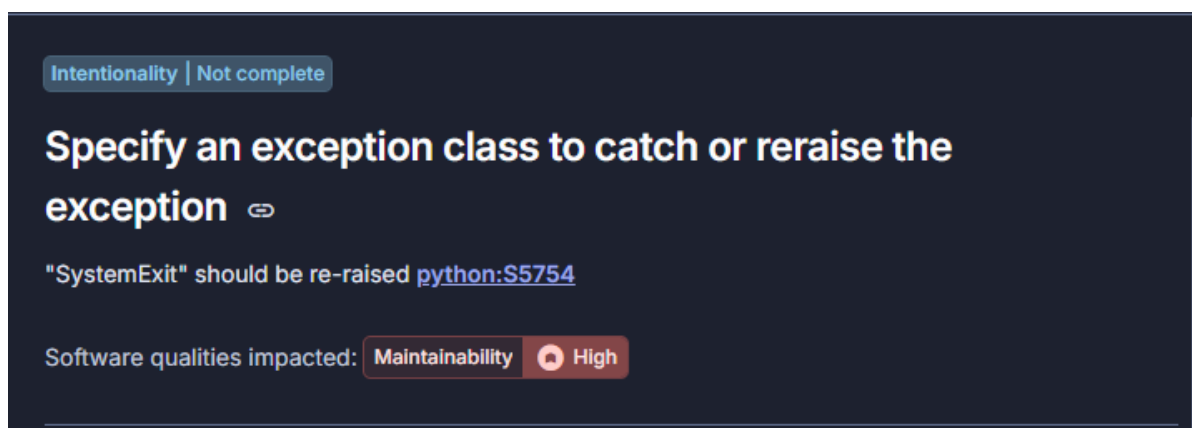 Intentionality | Not complete
Specify an exception class to catch or reraise the
exception
"SystemExit" should be re-raised python:S5754
Software qualities impacted: Maintainability High